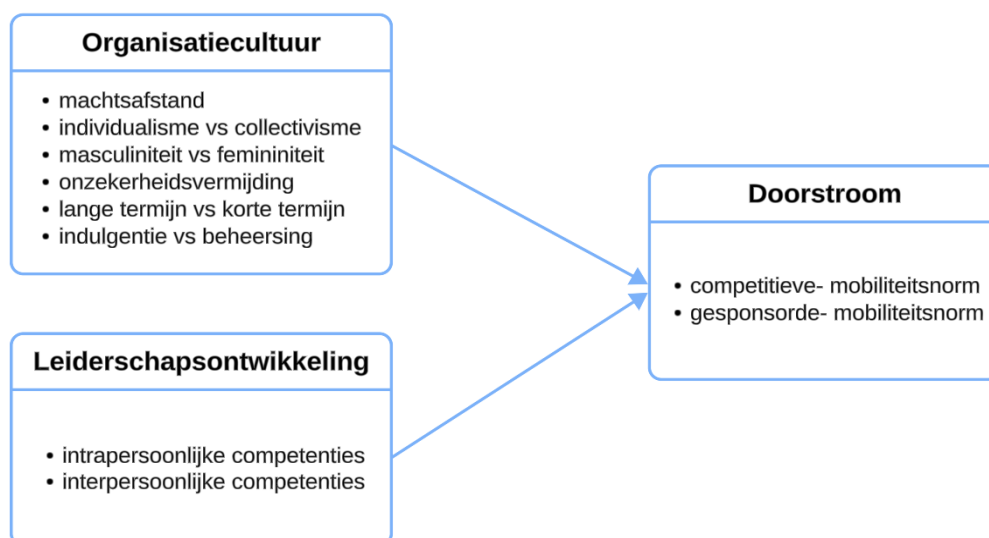 Organisatiecultuur
• machtsafstand
• individualisme vs collectivisme
• masculiniteit vs femininiteit
• onzekerheidsvermijding
• lange termijn vs korte termijn
• indulgentie vs beheersing
Leiderschapsontwikkeling
• intrapersoonlijke competenties
• interpersoonlijke competenties
Doorstroom
• competitieve- mobiliteitsnorm
• gesponsorde- mobiliteitsnorm